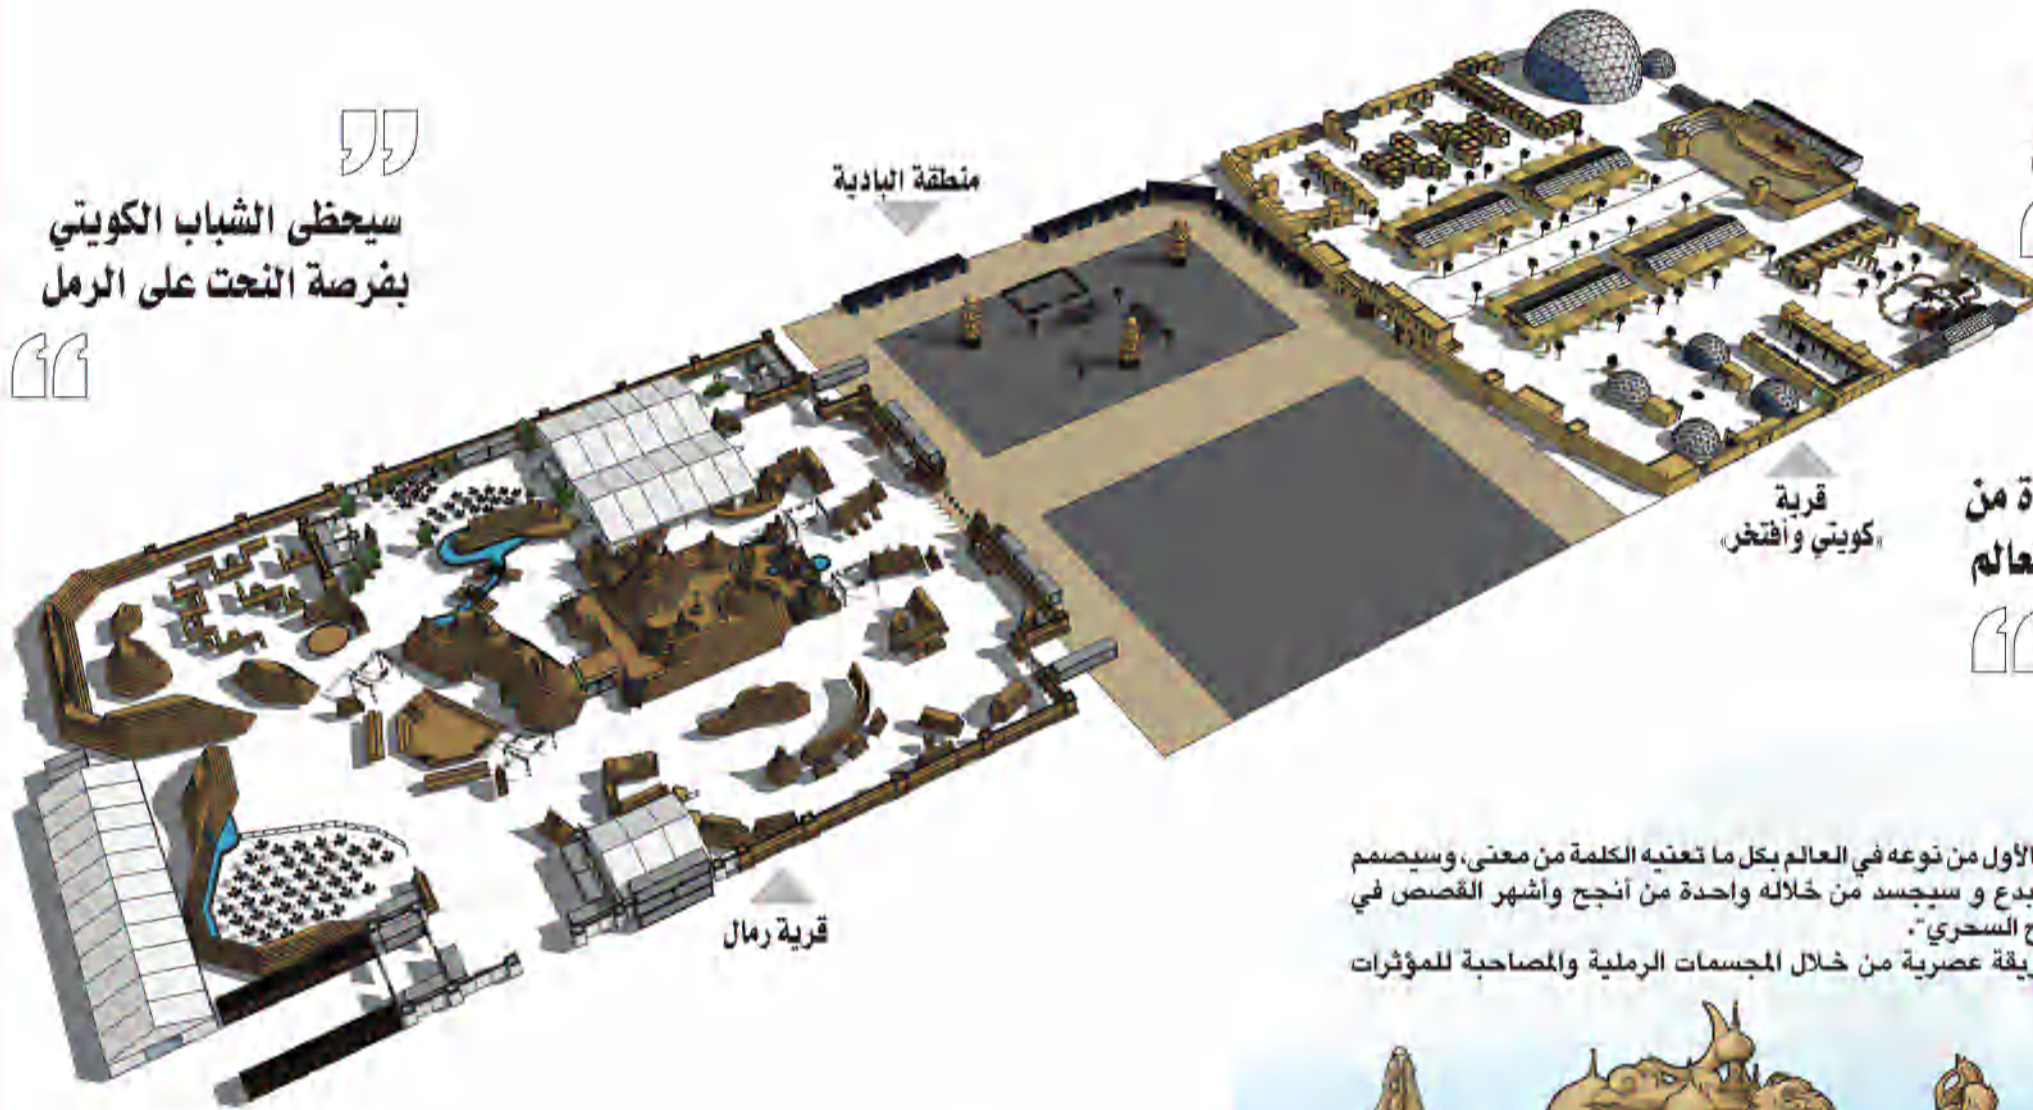 سيحظى الشباب الكويتي
بفرصة النحت على الرمل
منطقة البادية
قرية
«كويتي وأفتخر»
ة من
عالم
قرية رمال
الأول من نوعه في العالم بكل ما تعنيه الكلمة من معنى، وسيصمم
بدع و سيجسد من خلاله واحدة من أنجح وأشهر القصص في
ح السحري".
يقة عصرية من خلال المجسمات الرملية والمصاحبة للمؤثرات